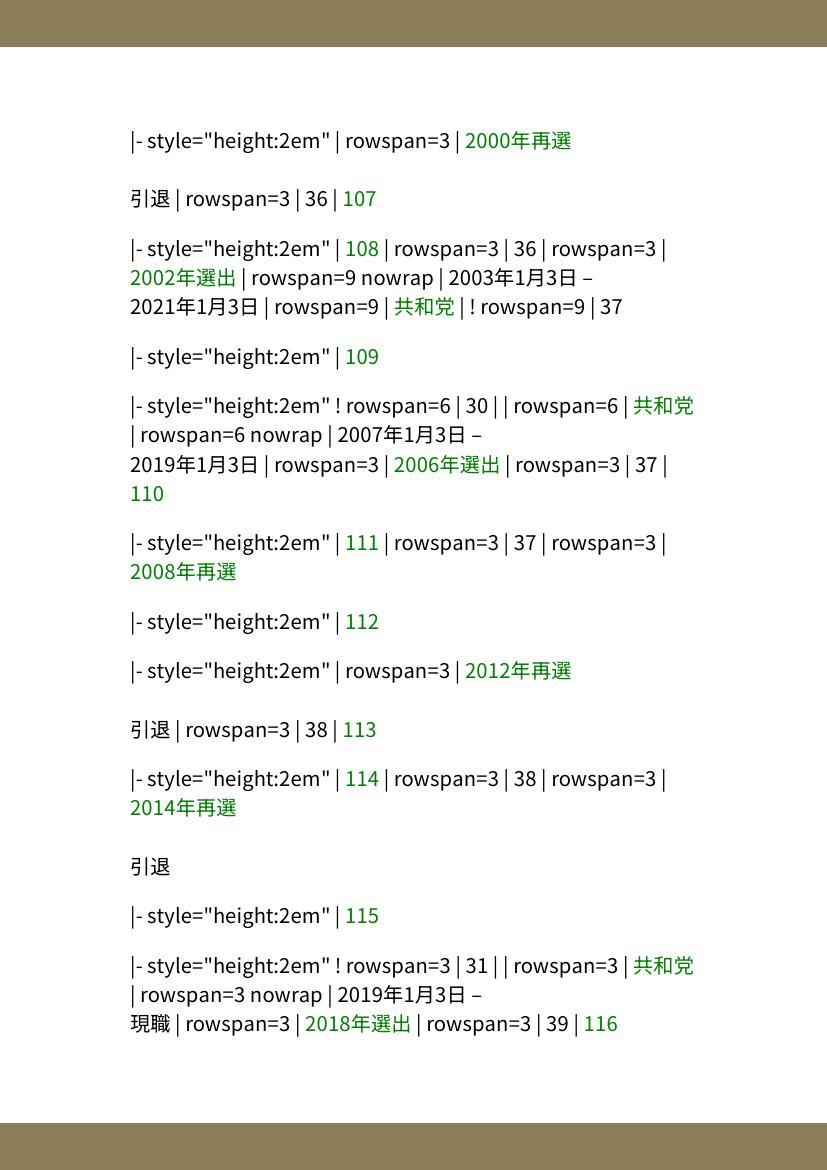 |- style="height:2em" | rowspan=3 | 2000年再選
引退 | rowspan=3 | 36 | 107
|- style="height:2em" | 108 | rowspan=3 | 36 | rowspan=3 |
2002年選出 | rowspan=9 nowrap | 2003年1月3日 –
2021年1月3日 | rowspan=9 | 共和党 | ! rowspan=9 | 37
|- style="height:2em" | 109
|- style="height:2em" ! rowspan=6 | 30 | | rowspan=6 | 共和党
| rowspan=6 nowrap | 2007年1月3日 –
2019年1月3日 | rowspan=3 | 2006年選出 | rowspan=3 | 37 |
110
|- style="height:2em" | 111 | rowspan=3 | 37 | rowspan=3 |
2008年再選
|- style="height:2em" | 112
|- style="height:2em" | rowspan=3 | 2012年再選
引退 | rowspan=3 | 38 | 113
|- style="height:2em" | 114 | rowspan=3 | 38 | rowspan=3 |
2014年再選
引退
|- style="height:2em" | 115
|- style="height:2em" ! rowspan=3 | 31 | | rowspan=3 | 共和党
| rowspan=3 nowrap | 2019年1月3日 –
現職 | rowspan=3 | 2018年選出 | rowspan=3 | 39 | 116